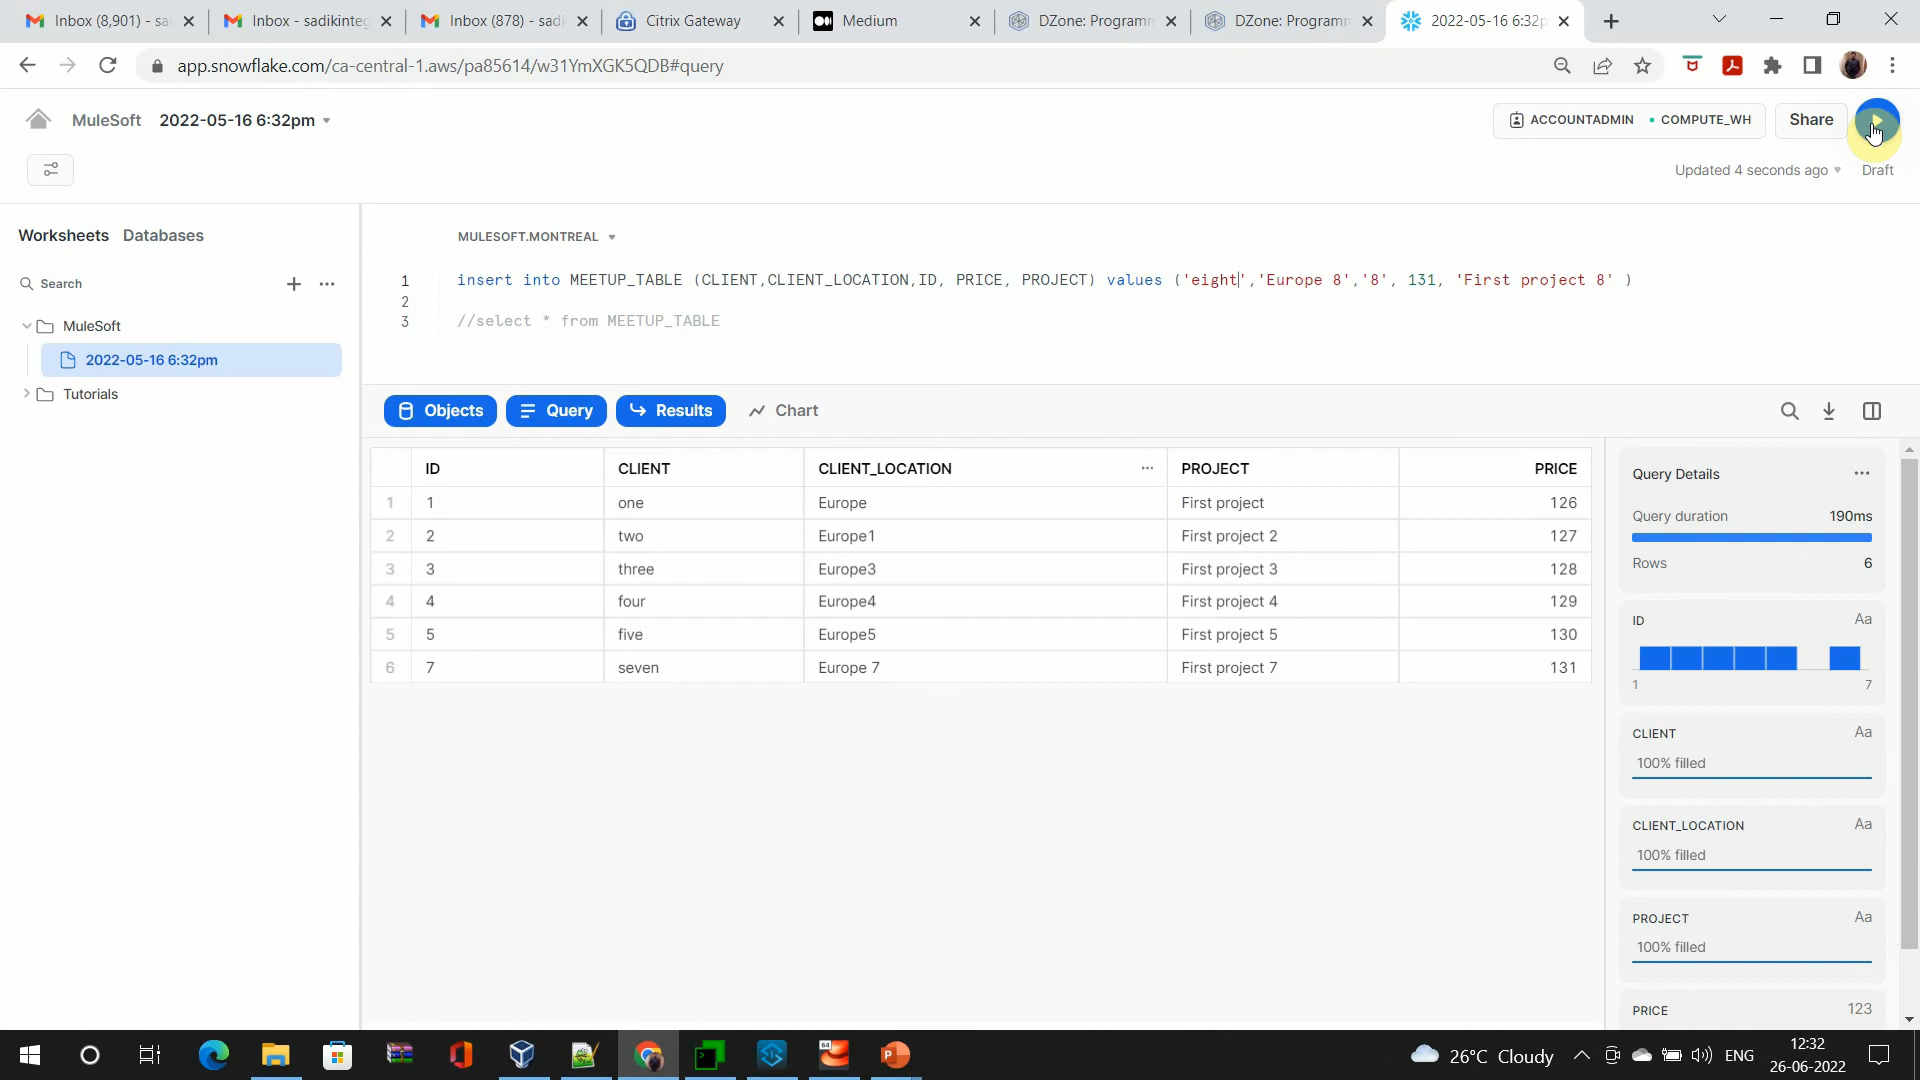 Inbox (8,901) - sa
Inbox - sadikinteg
Inbox (878) - sadi
Citrix Gateway
Medium
DZone: Programm
DZone: Programm
2022-05-16 6:32p
app.snowflake.com/ca-central-1.aws/pa85614/w31YmXGK5QDB#query
MuleSoft 2022-05-16 6:32pm
ACCOUNTADMIN • COMPUTE_WH
Share
Updated 4 seconds ago
Draft
Worksheets Databases
Search
MuleSoft
2022-05-16 6:32pm
Tutorials
MULESOFT.MONTREAL
1 insert into MEETUP_TABLE (CLIENT,CLIENT_LOCATION,ID, PRICE, PROJECT) values ('eight','Europe 8','8', 131, 'First project 8' )
2
3 //select * from MEETUP_TABLE
Objects Query Results Chart
ID CLIENT CLIENT_LOCATION ... PROJECT PRICE
1 1 one Europe First project 126
2 2 two Europe1 First project 2 127
3 3 three Europe3 First project 3 128
4 4 four Europe4 First project 4 129
5 5 five Europe5 First project 5 130
6 7 seven Europe 7 First project 7 131
Query Details
Query duration 190ms
Rows 6
ID Aa
1 7
CLIENT Aa
100% filled
CLIENT_LOCATION Aa
100% filled
PROJECT Aa
100% filled
PRICE 123
26°C Cloudy
ENG
12:32
26-06-2022